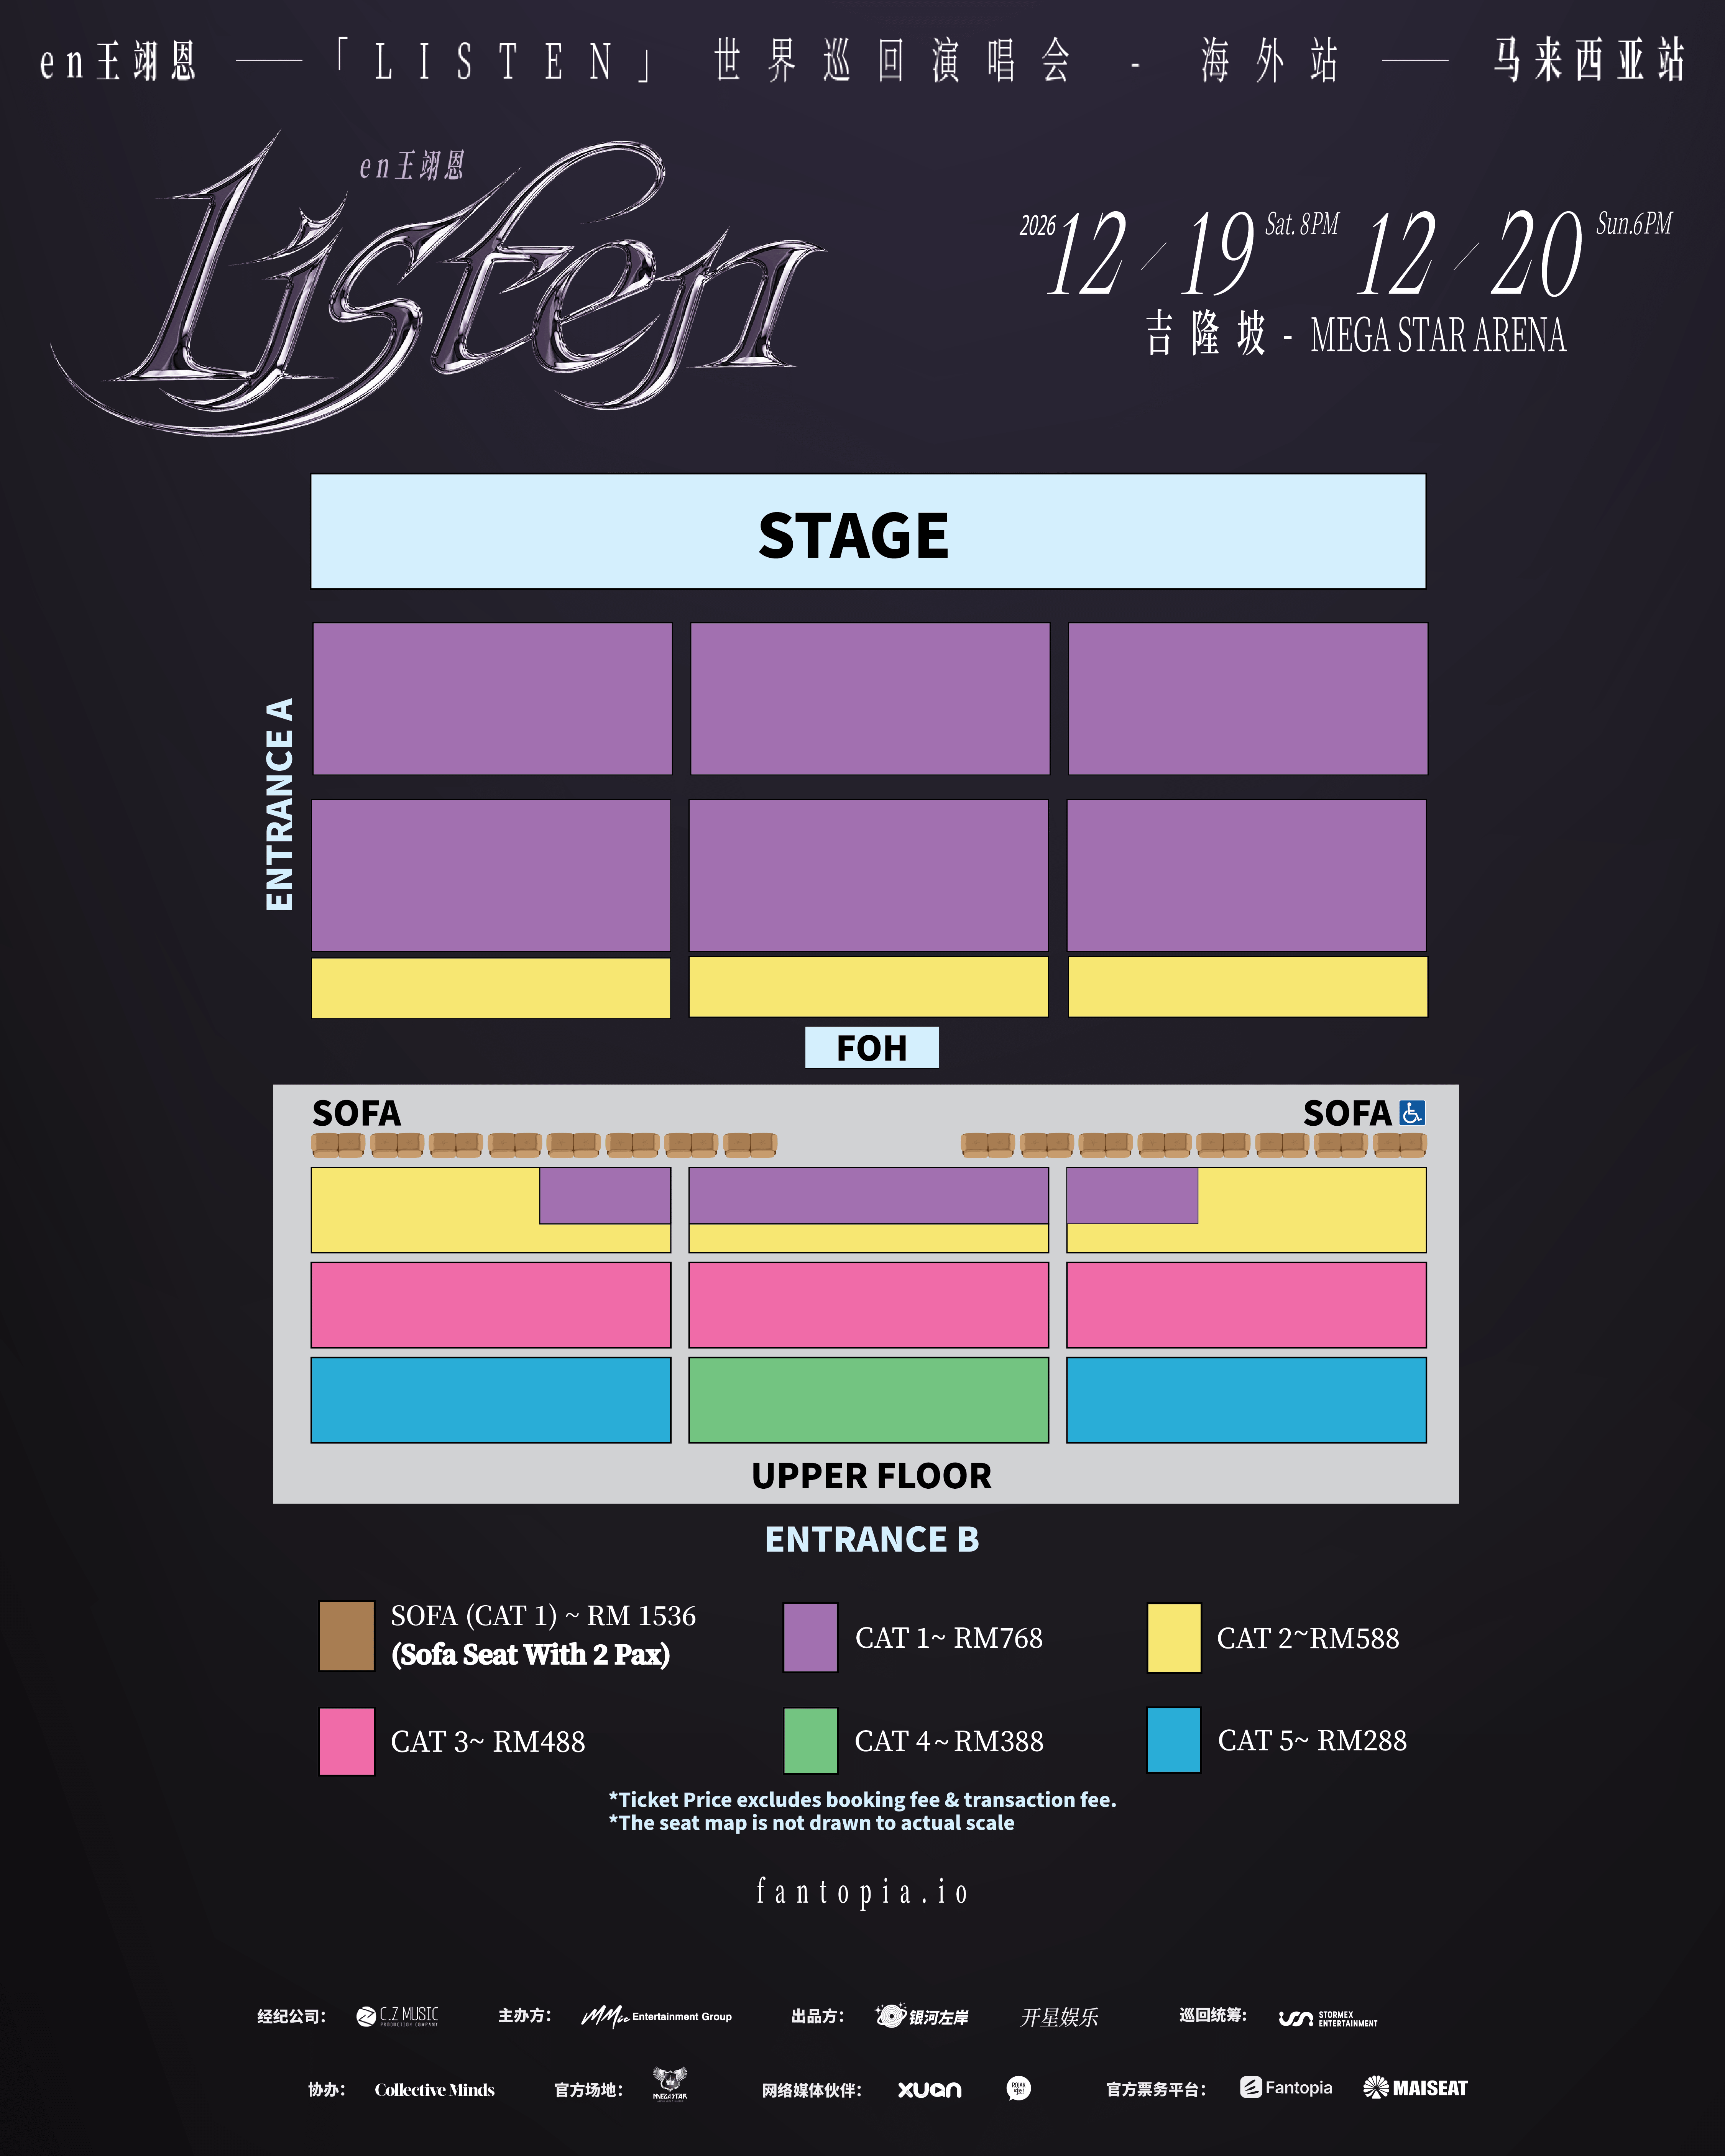 en王翊恩 —— 「LISTEN」 世界巡回演唱会 - 海外站 —— 马来西亚站
en王翊恩
Listen
2026 12 / 19 Sat. 8PM 12 / 20 Sun.6PM
吉隆坡 - MEGA STAR ARENA
STAGE
ENTRANCE A
FOH
SOFA
SOFA
UPPER FLOOR
ENTRANCE B
SOFA (CAT 1) ~ RM 1536
(Sofa Seat With 2 Pax)
CAT 1~ RM768
CAT 2~RM588
CAT 3~ RM488
CAT 4~RM388
CAT 5~ RM288
*Ticket Price excludes booking fee & transaction fee.
*The seat map is not drawn to actual scale
fantopia.io
经纪公司： C.Z MUSIC PRODUCTION COMPANY 主办方： Entertainment Group 出品方： 银河左岸 开星娱乐 巡回统筹： STORMEX ENTERTAINMENT
协办： Collective Minds 官方场地： MEGASTAR 网络媒体伙伴： XUAN ROJAK 官方票务平台： Fantopia MAISEAT